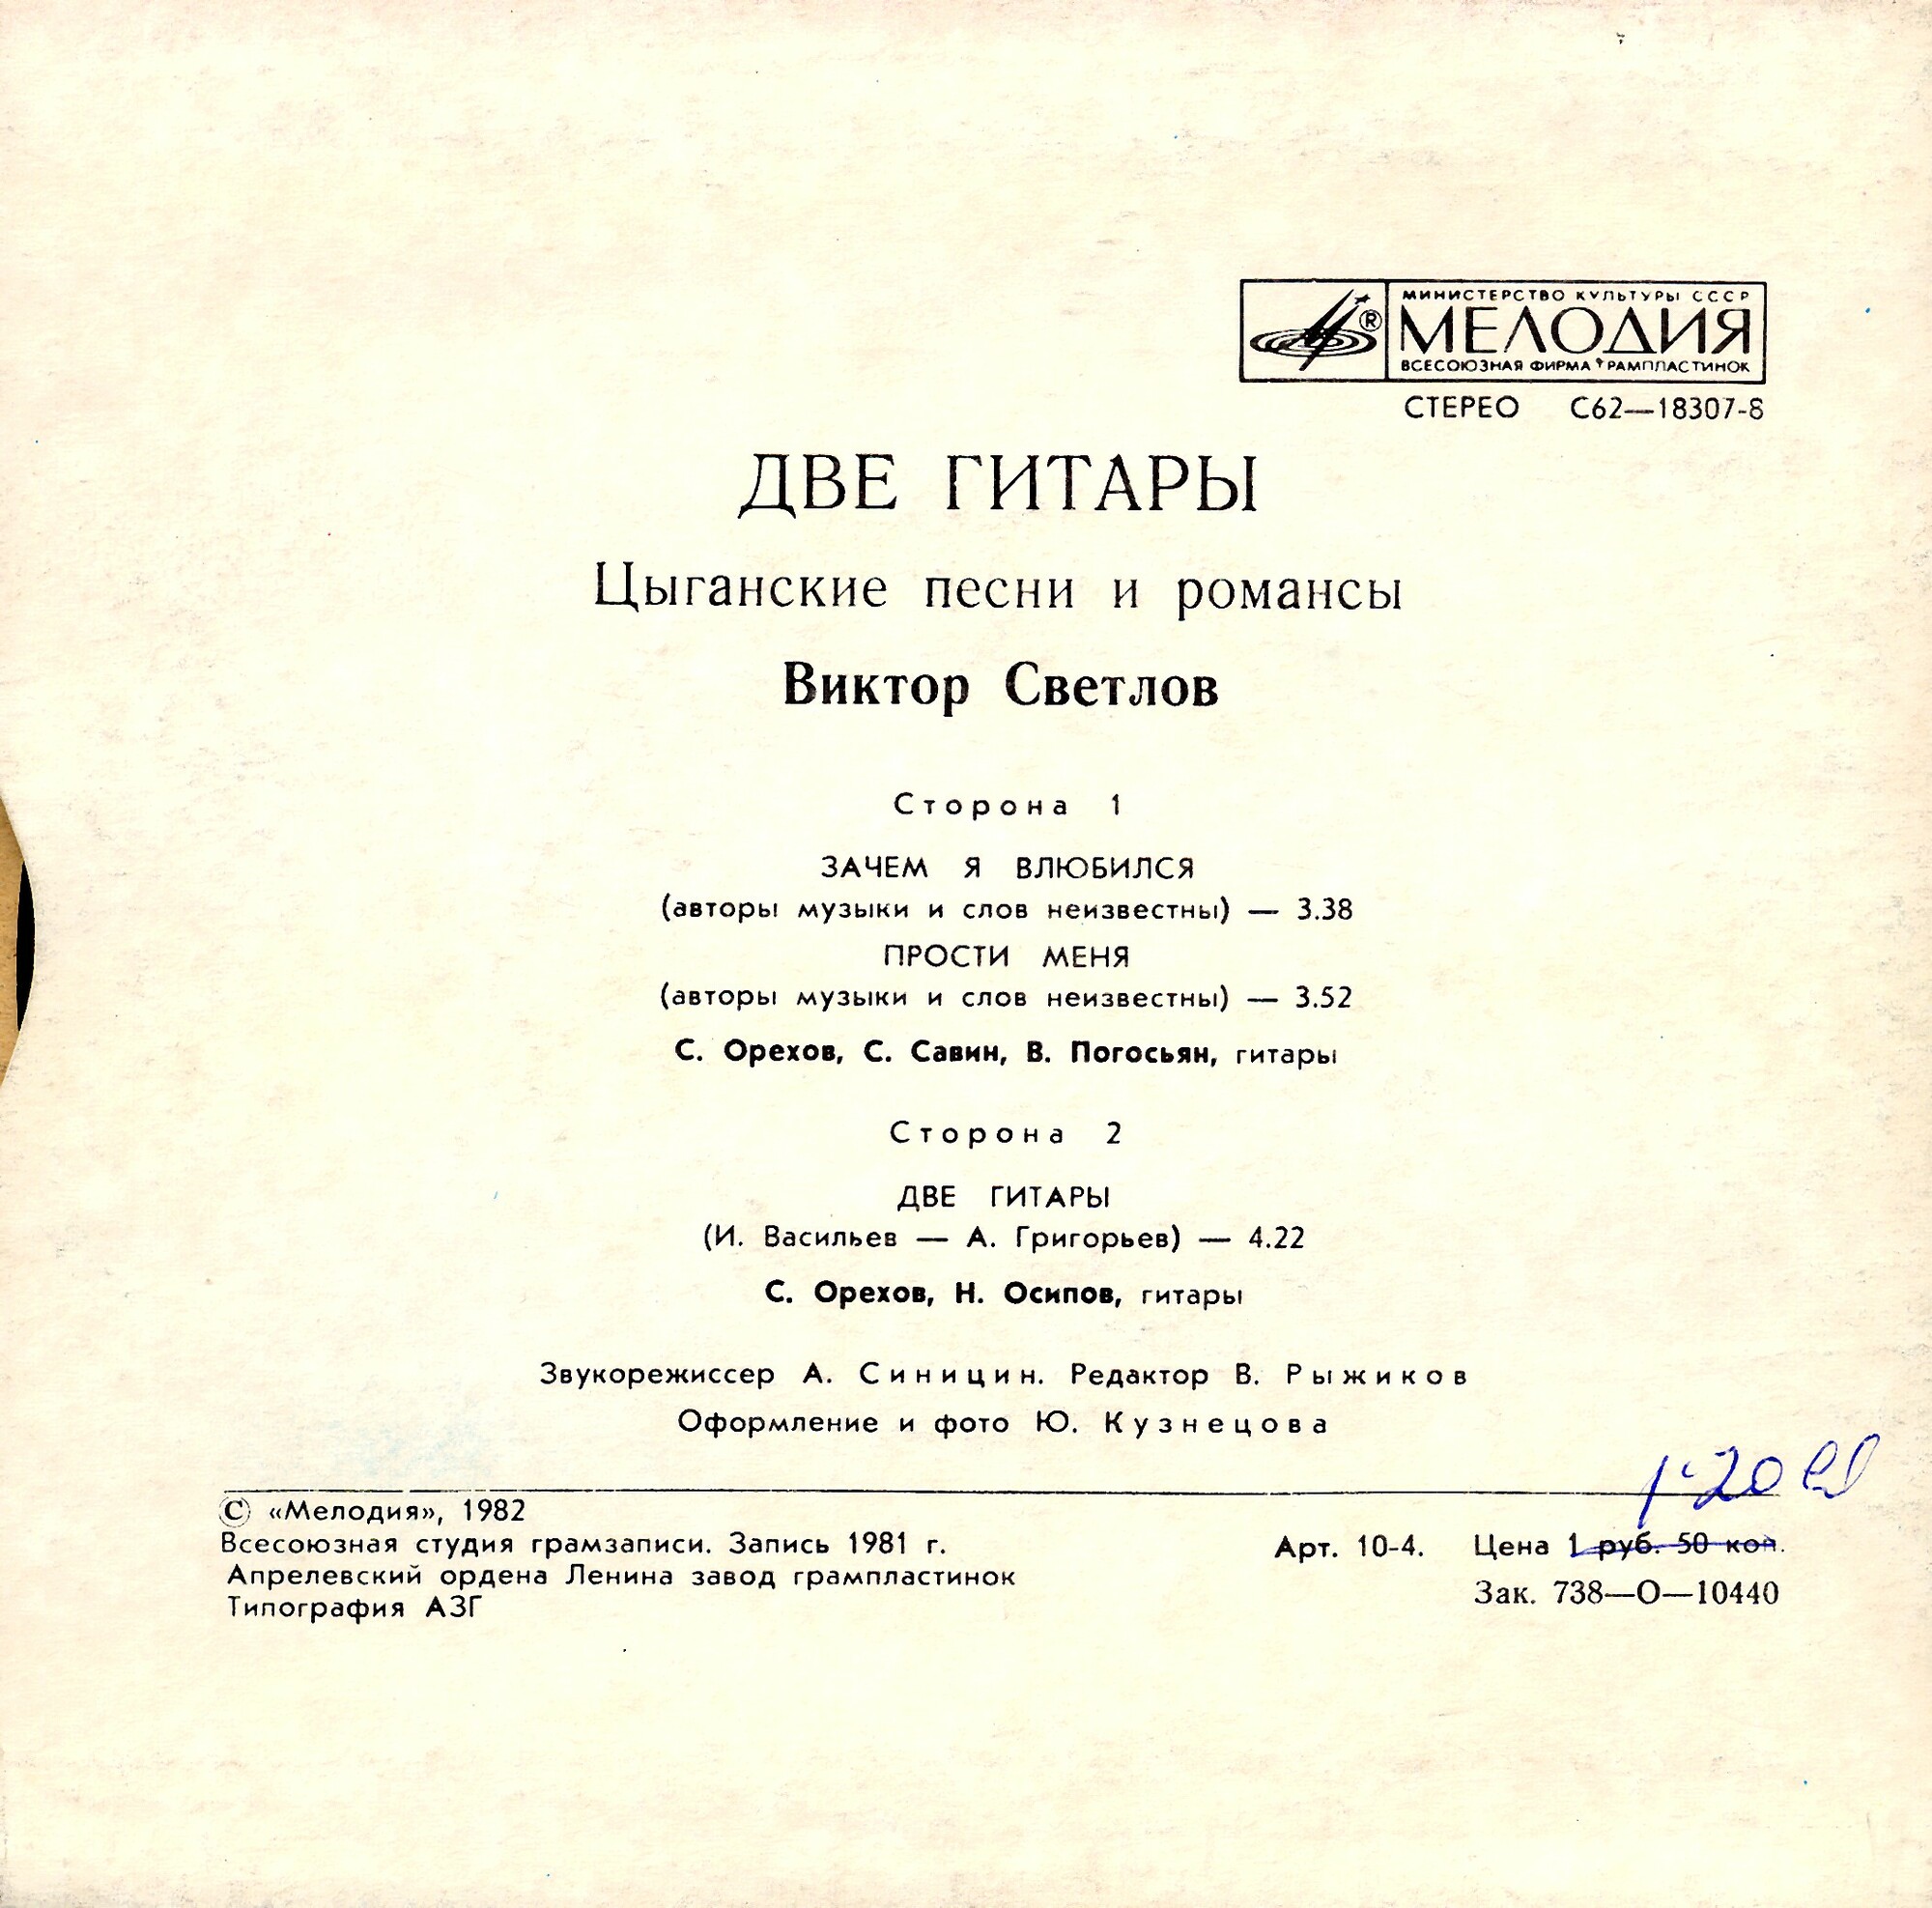 МИНИСТЕРСТВО КУЛЬТУРЫ СССР
МЕЛОДИЯ
ВСЕСОЮЗНАЯ ФИРМА ГРАМПЛАСТИНОК
®
СТЕРЕО С62—18307-8
ДВЕ ГИТАРЫ
Цыганские песни и романсы
Виктор Светлов
Сторона 1
ЗАЧЕМ Я ВЛЮБИЛСЯ
(авторы музыки и слов неизвестны) — 3.38
ПРОСТИ МЕНЯ
(авторы музыки и слов неизвестны) — 3.52
С. Орехов, С. Савин, В. Погосьян, гитары
Сторона 2
ДВЕ ГИТАРЫ
(И. Васильев — А. Григорьев) — 4.22
С. Орехов, Н. Осипов, гитары
Звукорежиссер А. Синицин. Редактор В. Рыжиков
Оформление и фото Ю. Кузнецова
1-20
© «Мелодия», 1982
Всесоюзная студия грамзаписи. Запись 1981 г.
Апрелевский ордена Ленина завод грампластинок
Типография АЗГ
Арт. 10-4. Цена 1 руб. 50 коп.
Зак. 738—О—10440